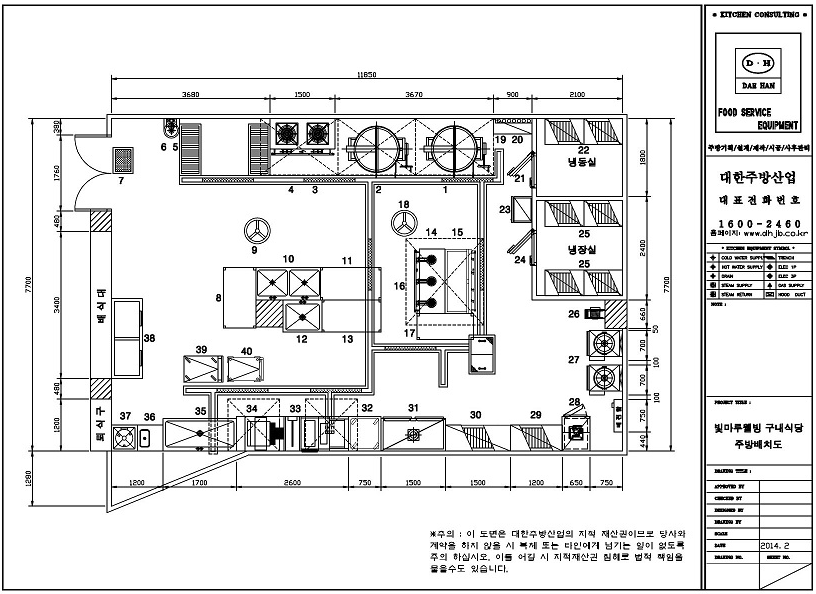 11850
3680
1500
3670
900
2100
380
1760
480
3400
480
1200
1280
7700
1
2
3
4
5
6
7
8
9
10
11
12
13
14
15
16
17
18
19
20
21
22
냉동실
23
24
25
냉장실
25
26
27
28
29
30
31
32
33
34
35
36
37
38
39
40
배식대
퇴식구
1800
2400
660
50
700
100
700
100
750
440
7700
1200
1700
2600
750
1500
1500
1200
650
750
※주의 : 이 도면은 대한주방산업의 지적 재산권이므로 당사와
계약을 하지 않을 시 복제 또는 타인에게 넘기는 일이 없도록
주의 하십시오. 이를 어길 시 지적재산권 침해로 법적 책임을
물을수도 있습니다.
* KITCHEN CONSULTING *
D · H
DAE HAN
FOOD SERVICE
EQUIPMENT
주방기획/설계/제작/시공/사후관리
대한주방산업
대 표 전 화 번 호
1600-2460
홈페이지: www.dhjb.co.kr
* KITCHEN EQUIPMENT SYMBOL *
COLD WATER SUPPLY TRENCH
HOT WATER SUPPLY ELEC 1P
DRAIN ELEC 3P
STEAM SUPPLY GAS SUPPLY
STEAM RETURN HOOD DUCT
NOTE :
PROJECT TITLE :
빛마루웰빙 구내식당
주방배치도
DRAWING TITLE :
APPROVED BY
CHECKED BY
DESIGNED BY
DRAWING BY
SCALE
DATE 2014. 2
DRAWING NO. SHEET NO.